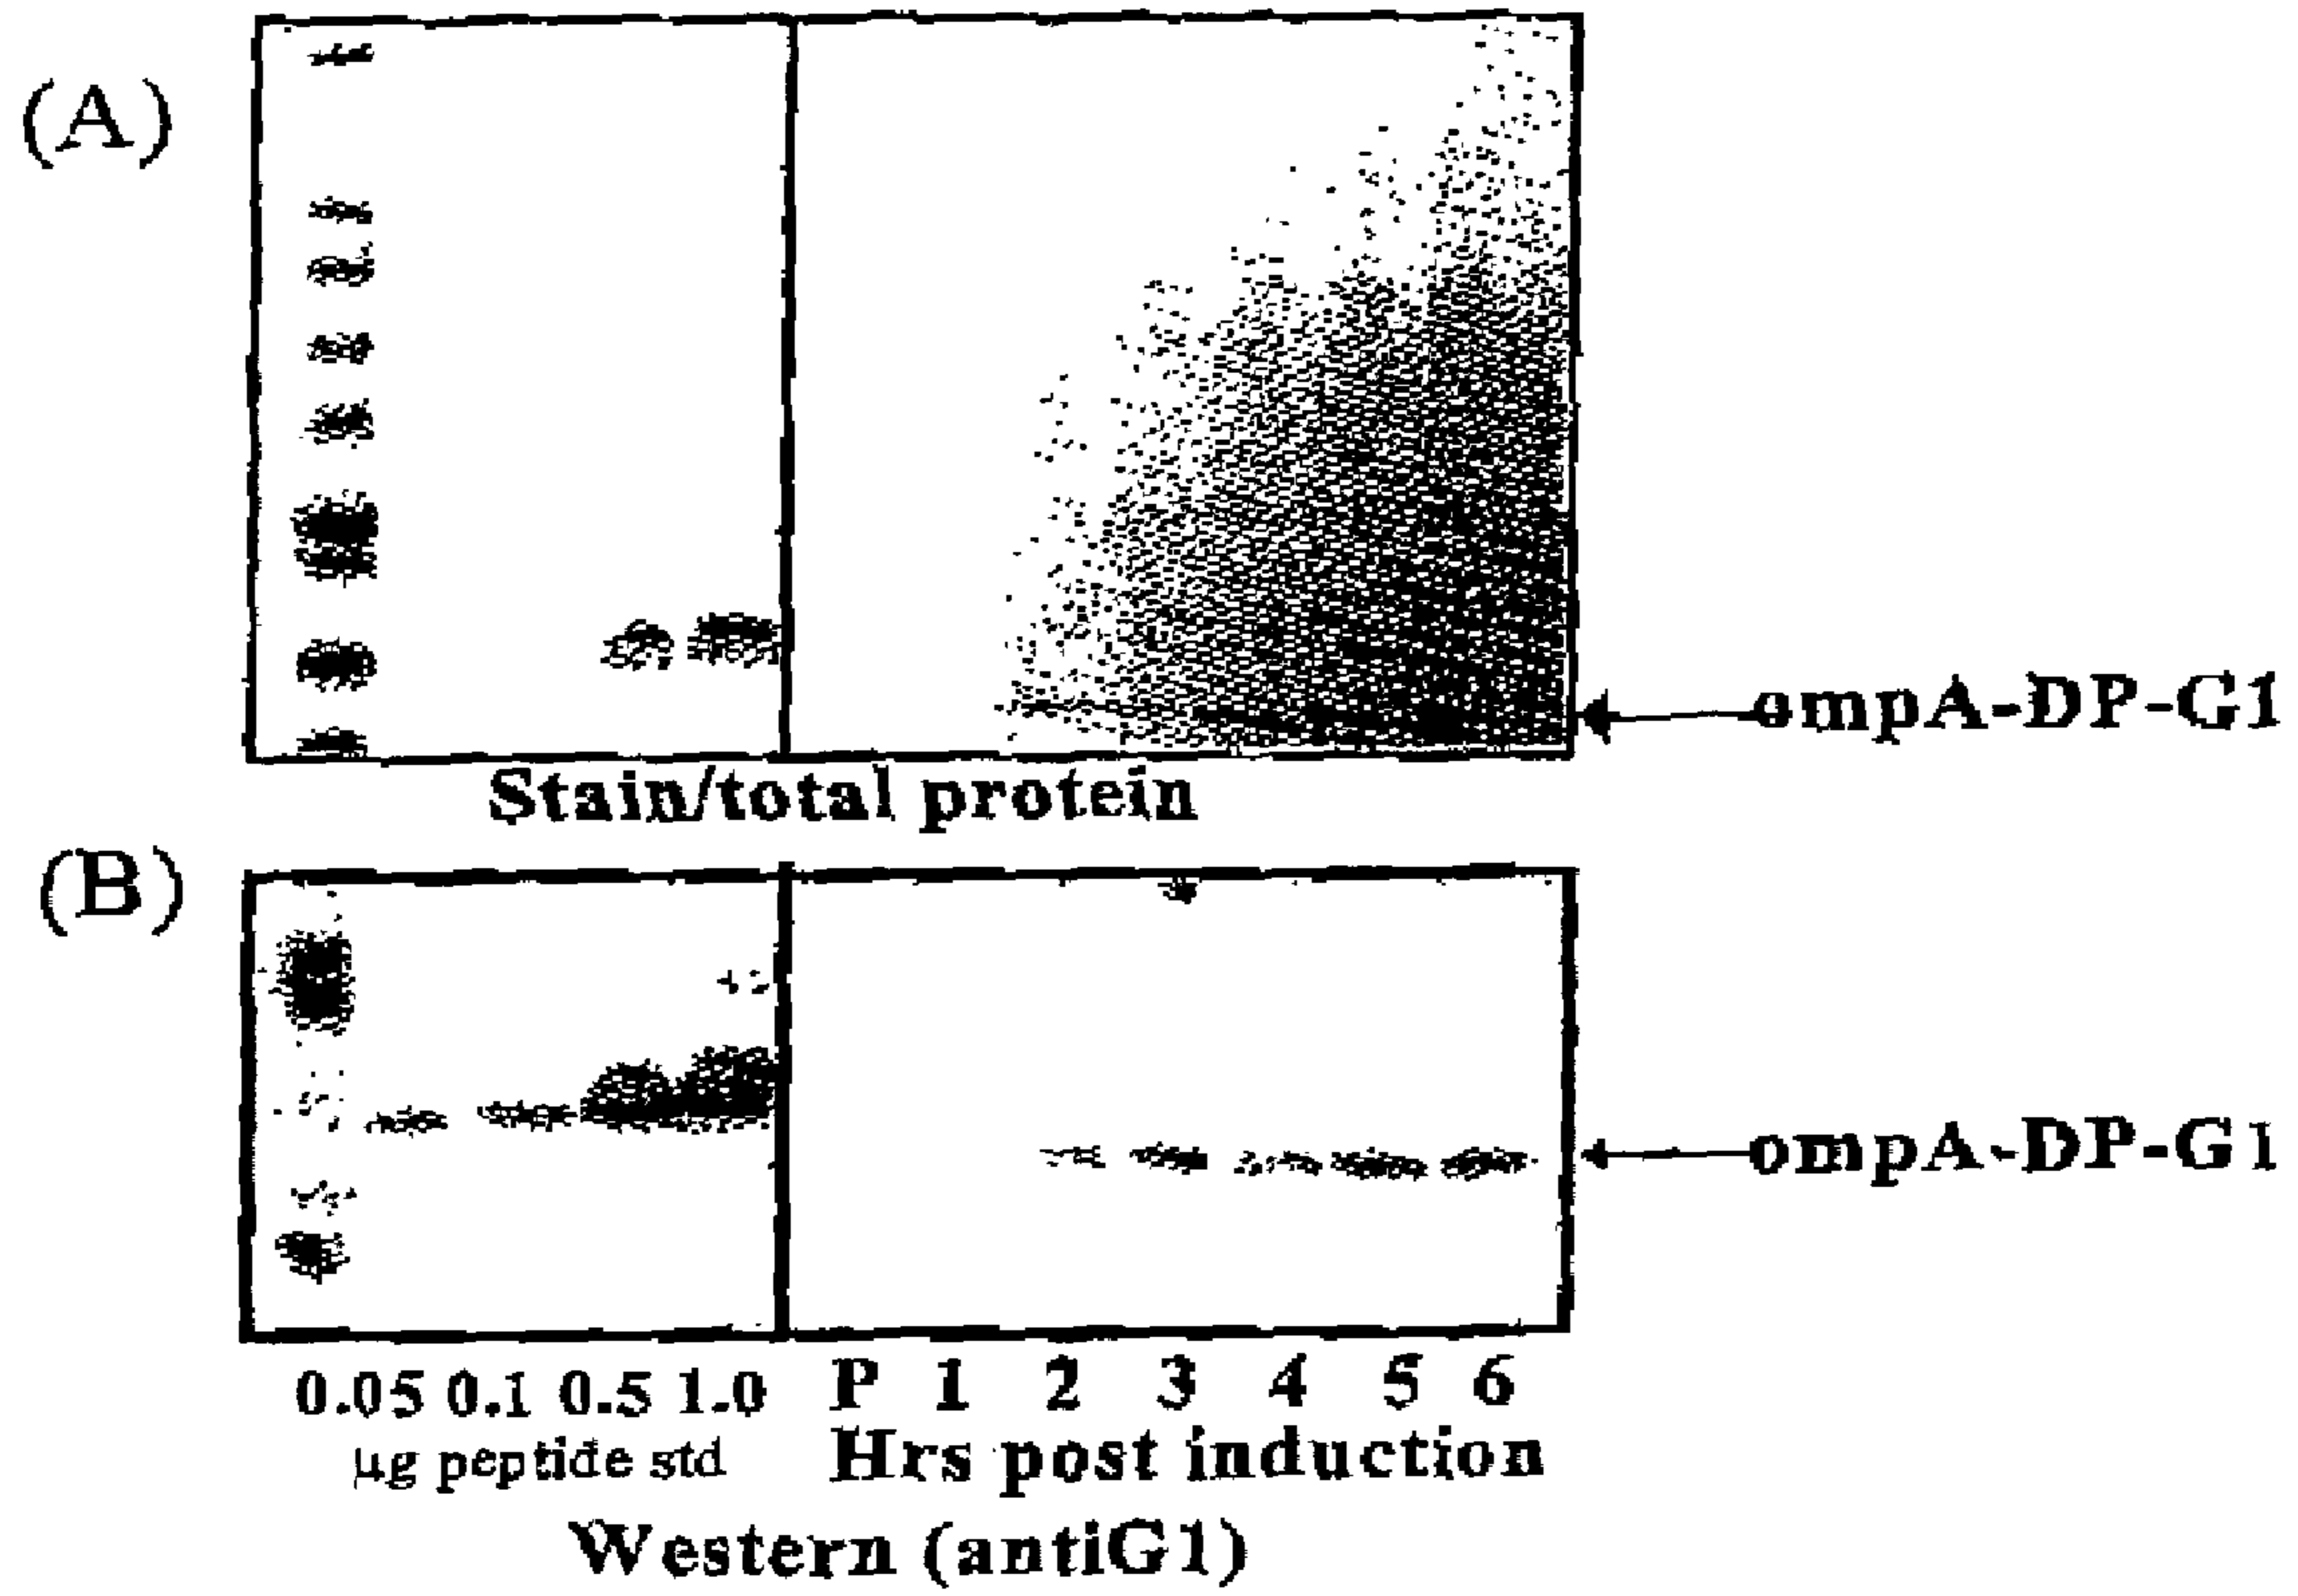 (A)
ompA-DP-G1
Stain/total protein
(B)
ompA-DP-G1
0.05 0.1 0.5 1.0 P 1 2 3 4 5 6
µg peptide std Hrs post induction
Western (antiG1)